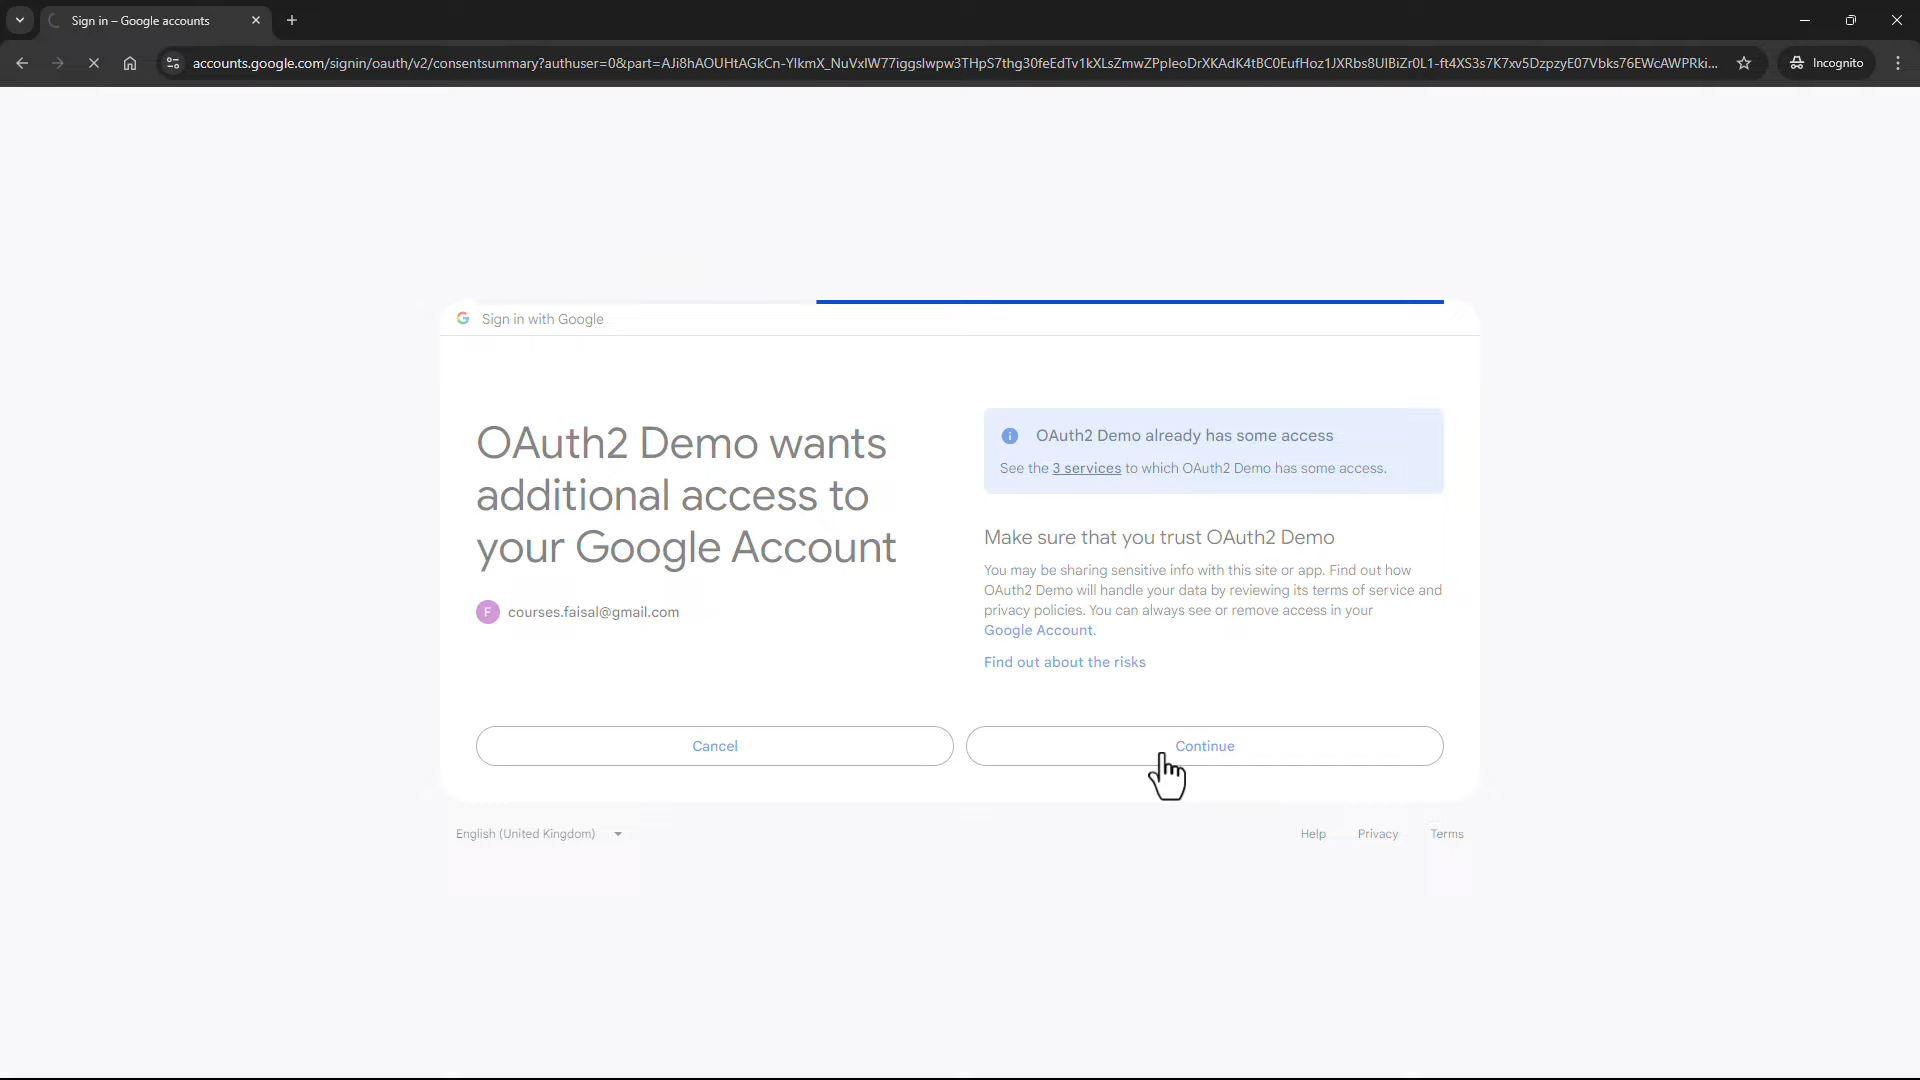 Sign in – Google accounts
accounts.google.com/signin/oauth/v2/consentsummary?authuser=0&part=AJi8hAOUHtAGkCn-YlkmX_NuVxlW77iggslwpw3THpS7thg30feEdTv1kXLsZmwZPpleoDrXKAdK4tBC0EufHoz1JXRbs8UIBiZr0L1-ft4XS3s7K7xv5DzpzyE07Vbks76EWcAWPRki...
Incognito
Sign in with Google
OAuth2 Demo wants
additional access to
your Google Account
F courses.faisal@gmail.com
OAuth2 Demo already has some access
See the 3 services to which OAuth2 Demo has some access.
Make sure that you trust OAuth2 Demo
You may be sharing sensitive info with this site or app. Find out how
OAuth2 Demo will handle your data by reviewing its terms of service and
privacy policies. You can always see or remove access in your
Google Account.
Find out about the risks
Cancel
Continue
English (United Kingdom)
Help Privacy Terms